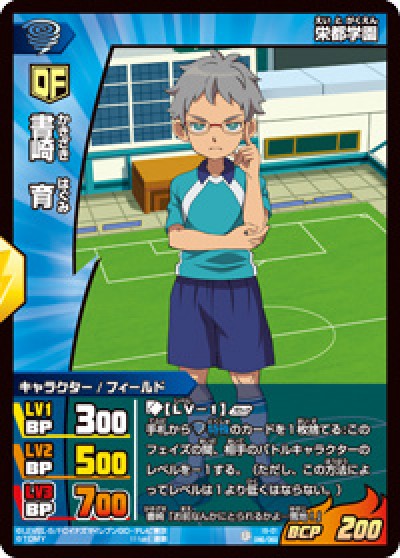 えいと がくえん
栄都学園
DF
書崎 育
かきざき はぐみ
キャラクター / フィールド
LV1 BP 300
LV2 BP 500
LV3 BP 700
【LV-1】
手札から 特殊のカードを1枚捨てる:この
フェイズの間、相手のバトルキャラクター
のレベルを-1する。(ただし、この方法に
よってレベルは1より低くはならない。)
©TOMY
BCP 200